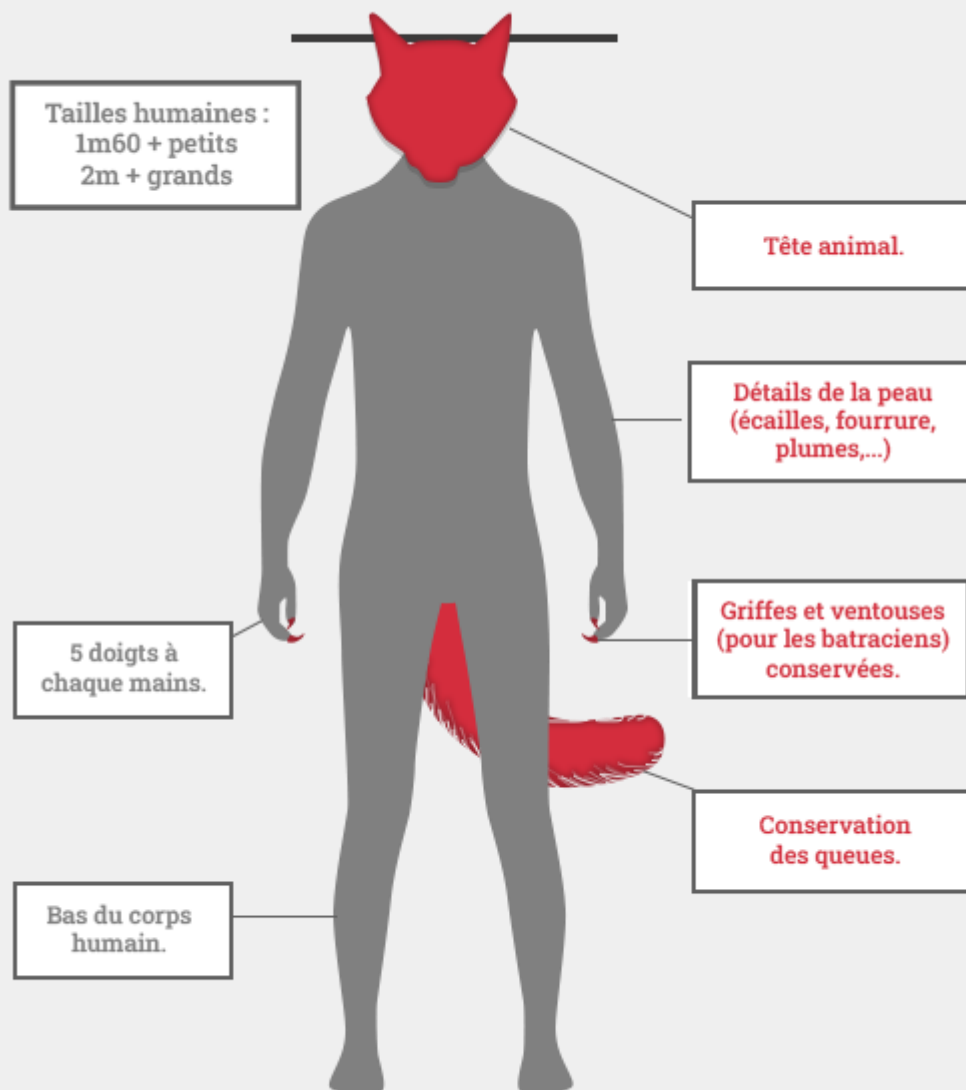 Tailles humaines :
1m60 + petits
2m + grands
Tête animal.
Détails de la peau
(écailles, fourrure,
plumes,...)
Griffes et ventouses
(pour les batraciens)
conservées.
5 doigts à
chaque mains.
Conservation
des queues.
Bas du corps
humain.